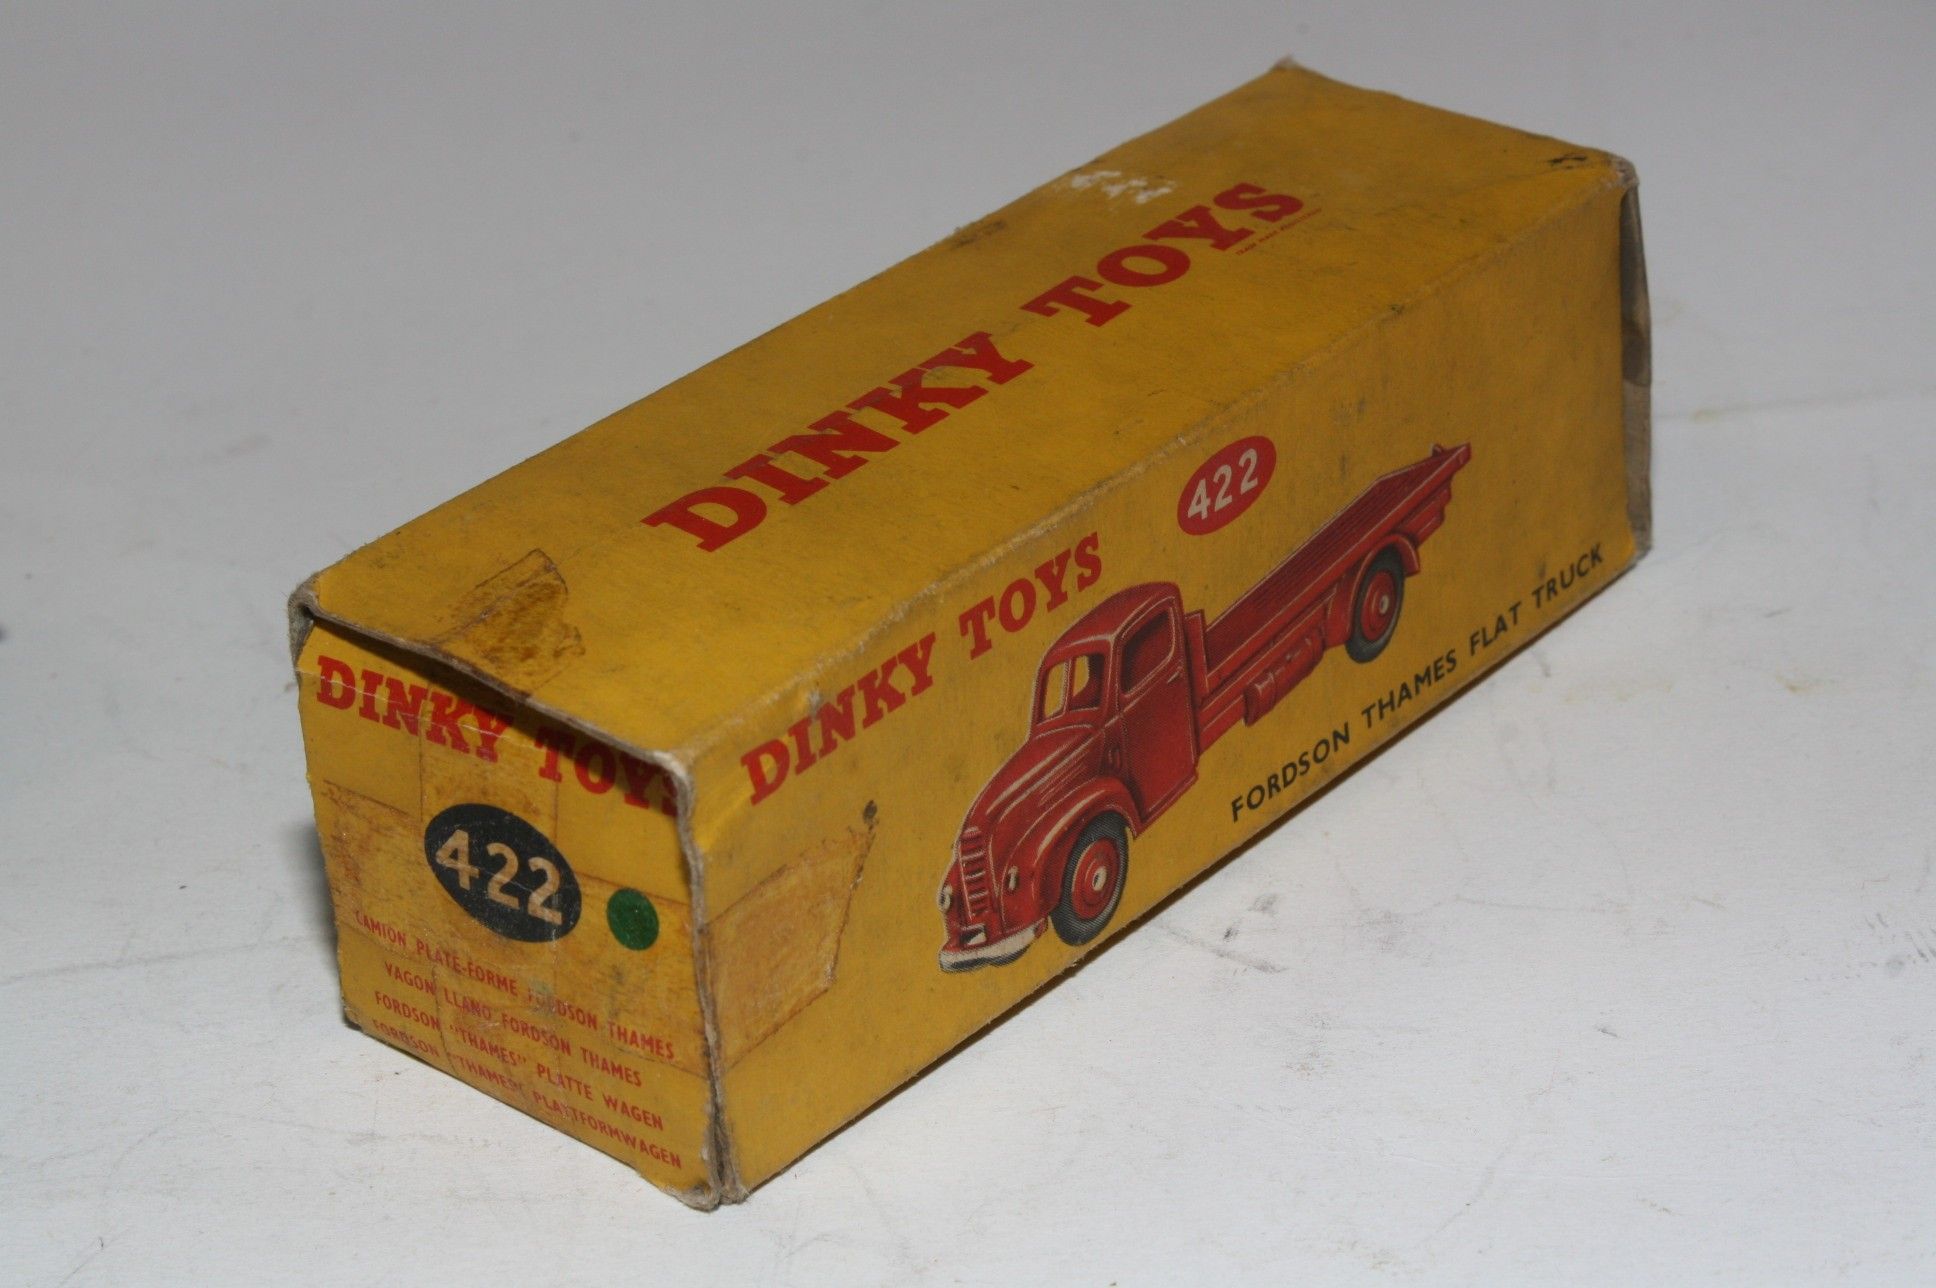 DINKY TOYS
DINKY TOYS
422
FORDSON THAMES FLAT TRUCK
DINKY TOYS
422
CAMION PLATE-FORME FORDSON THAMES
VAGON LLANO FORDSON THAMES
FORDSON "THAMES" PLATTE WAGEN
FORDSON "THAMES" PLATTFORMWAGEN